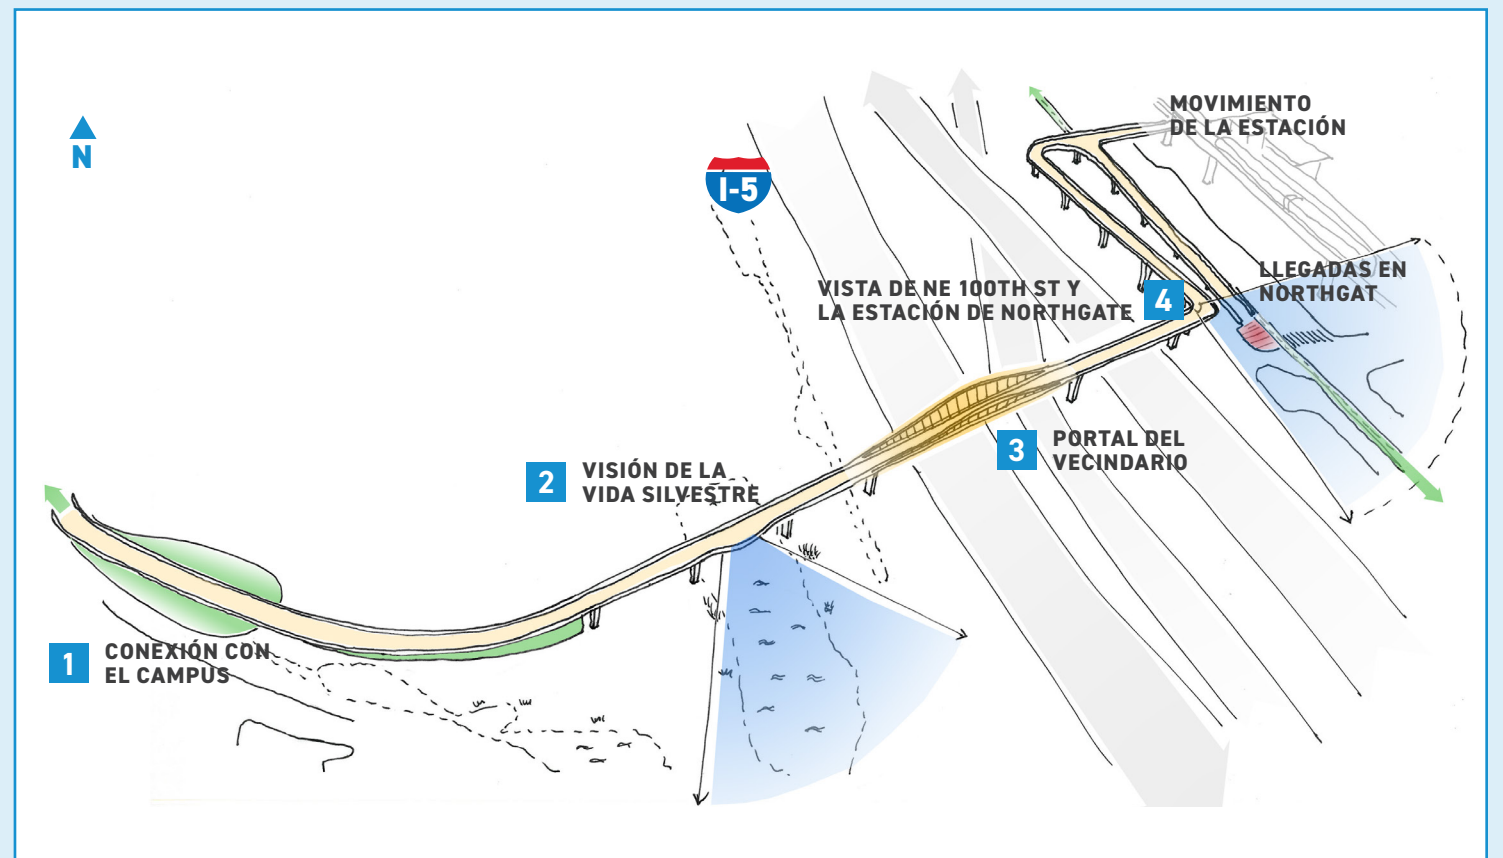 MOVIMIENTO
DE LA ESTACIÓN
N
I-5
LLEGADAS EN
NORTHGAT
VISTA DE NE 100TH ST Y
LA ESTACIÓN DE NORTHGATE
4
3
PORTAL DEL
VECINDARIO
2
VISIÓN DE LA
VIDA SILVESTRE
1
CONEXIÓN CON
EL CAMPUS